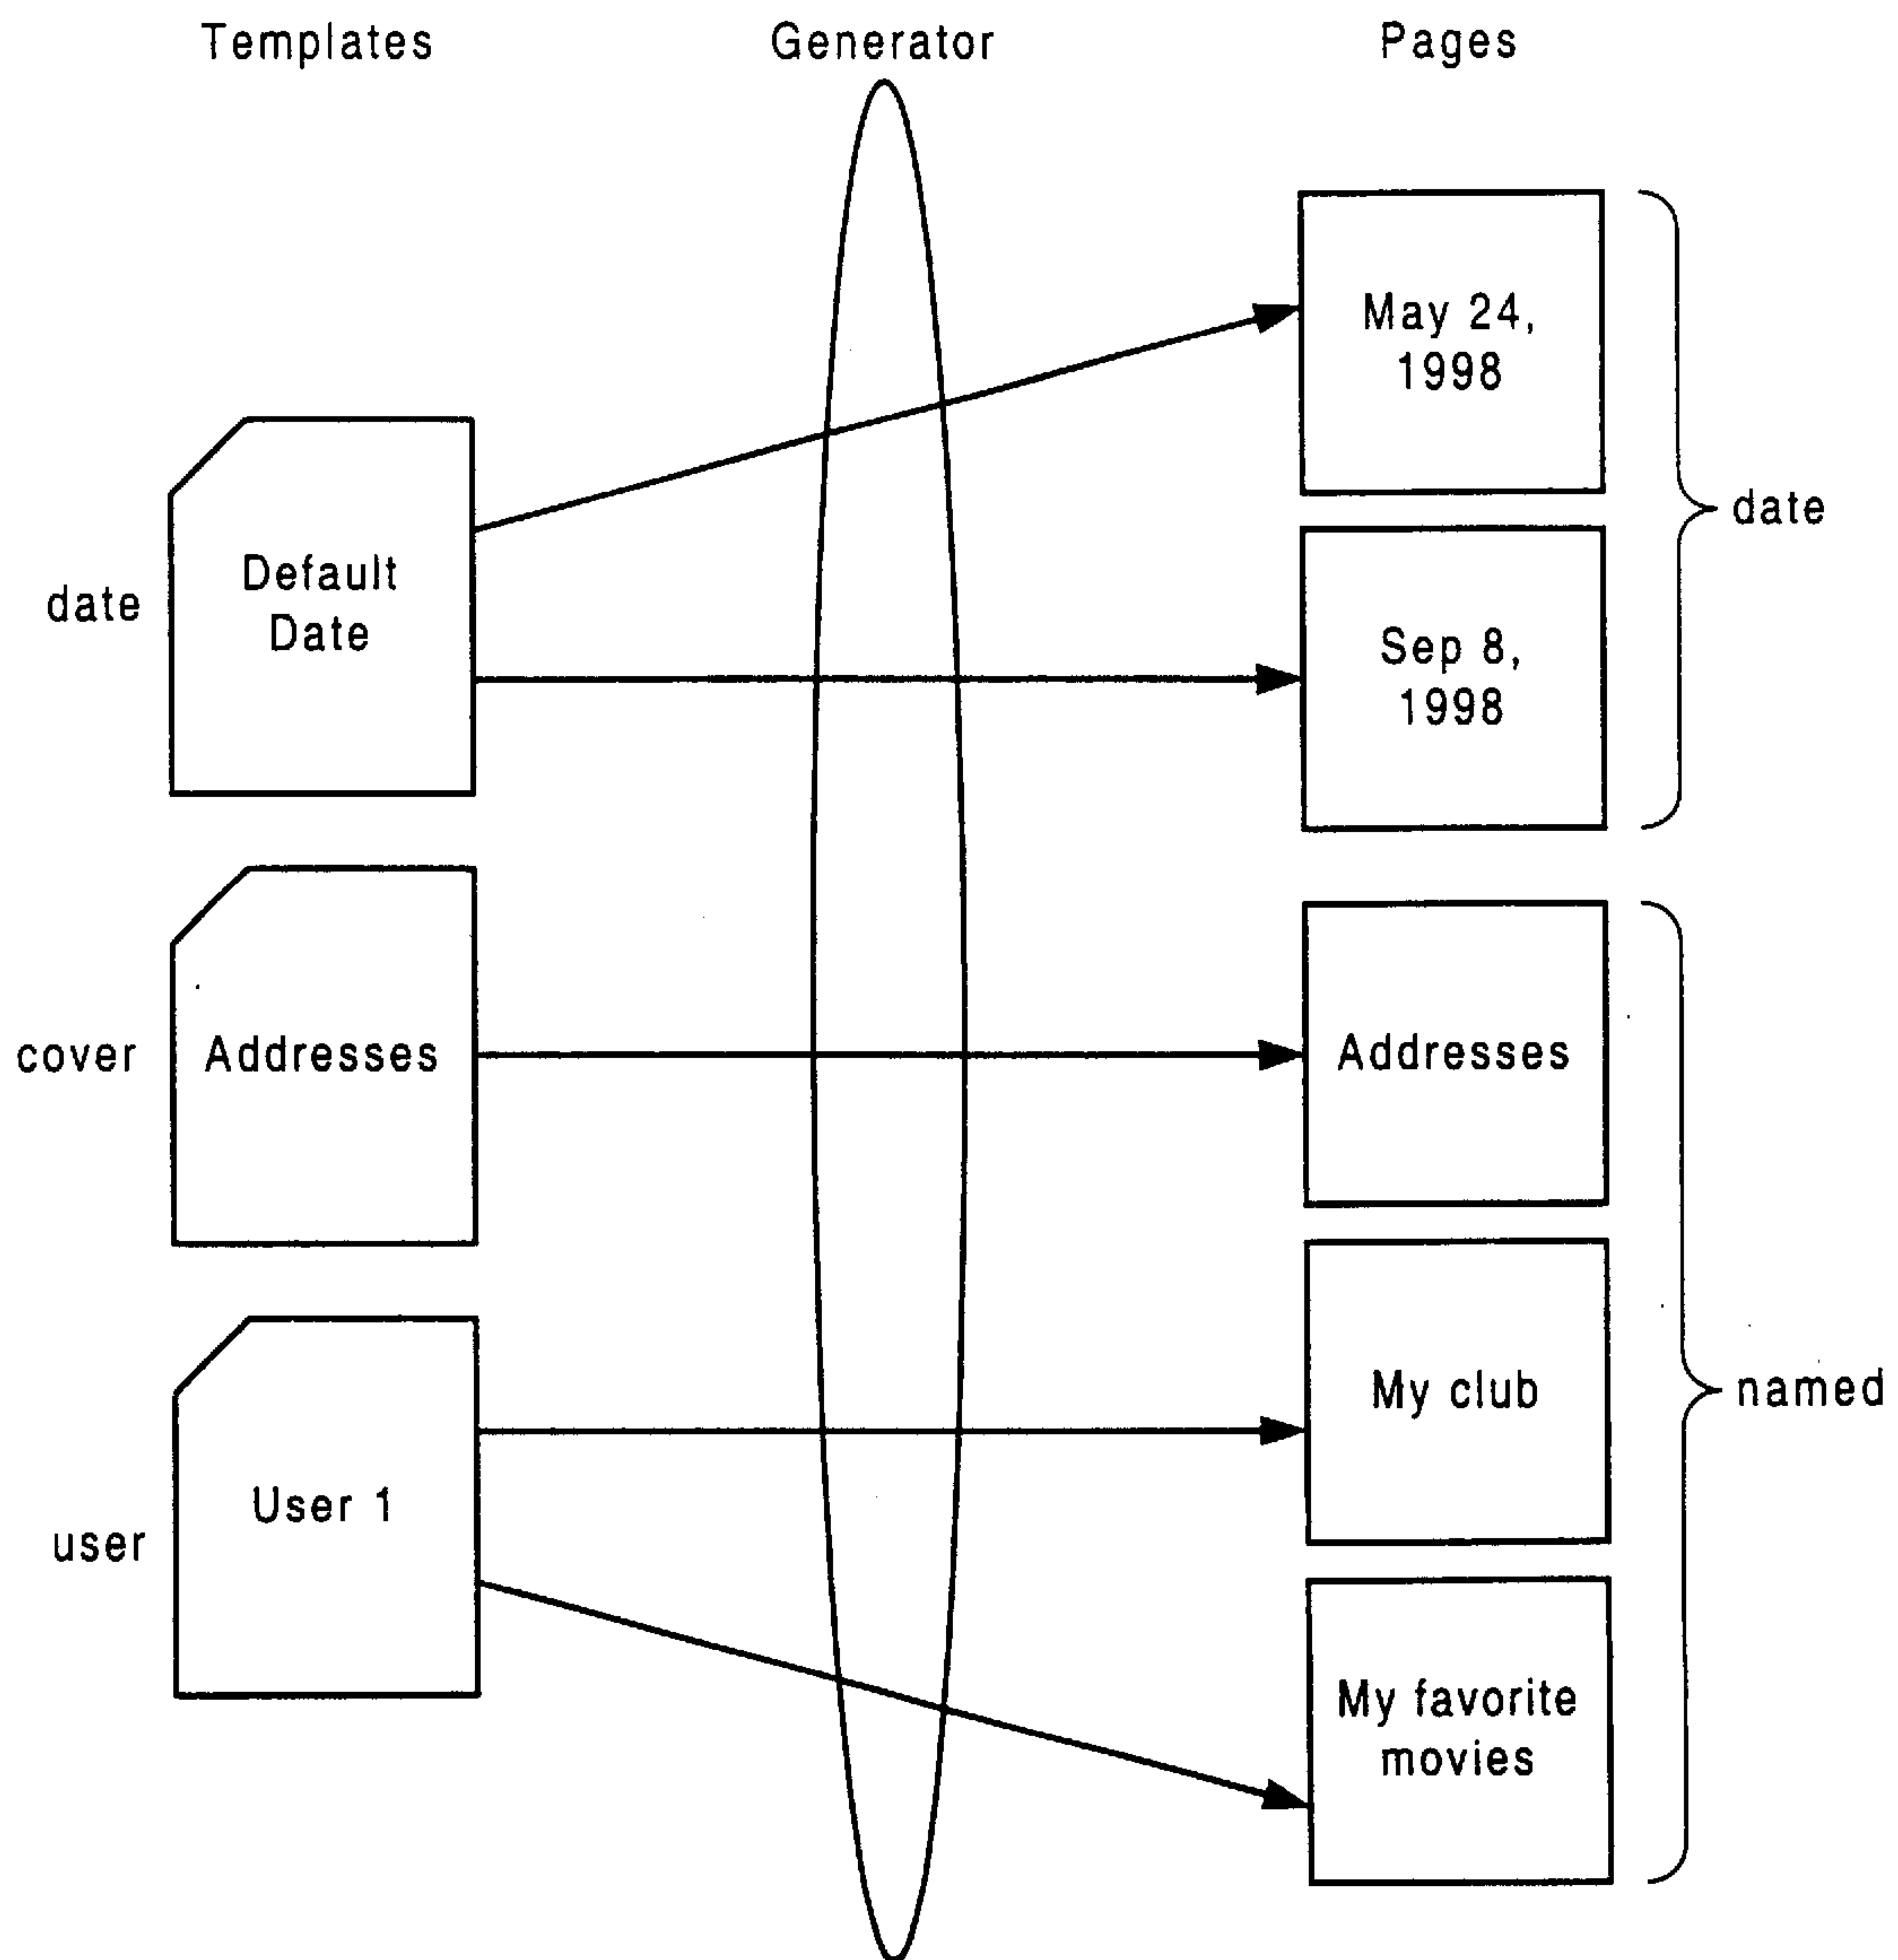 Templates
Generator
Pages
May 24,
1998
date
date
Default
Date
Sep 8,
1998
cover
Addresses
Addresses
My club
named
user
User 1
My favorite
movies